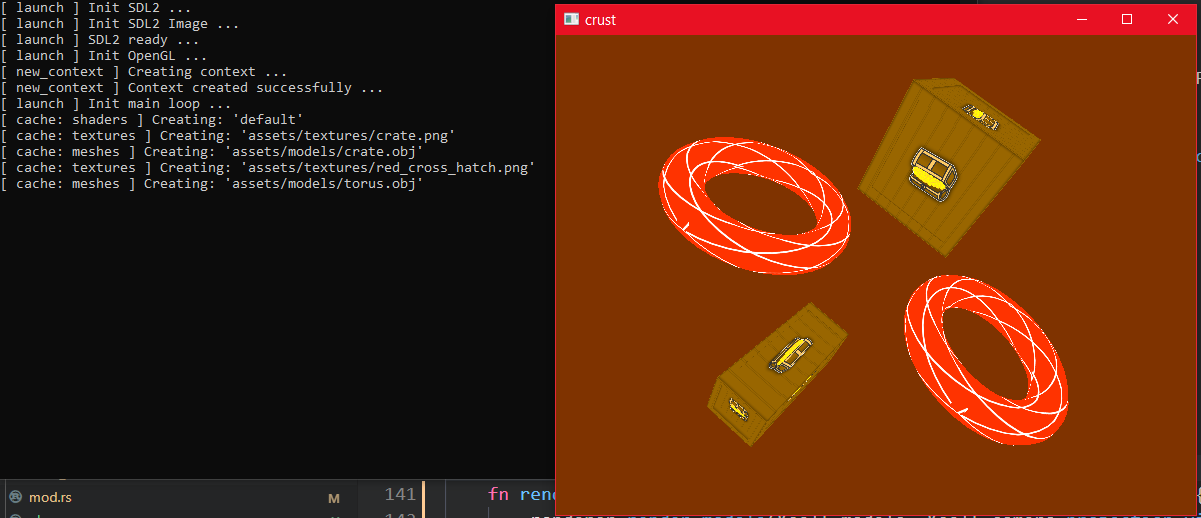 [ launch ] Init SDL2 ...
[ launch ] Init SDL2 Image ...
[ launch ] SDL2 ready ...
[ launch ] Init OpenGL ...
[ new_context ] Creating context ...
[ new_context ] Context created successfully ...
[ launch ] Init main loop ...
[ cache: shaders ] Creating: 'default'
[ cache: textures ] Creating: 'assets/textures/crate.png'
[ cache: meshes ] Creating: 'assets/models/crate.obj'
[ cache: textures ] Creating: 'assets/textures/red_cross_hatch.png'
[ cache: meshes ] Creating: 'assets/models/torus.obj'
crust
mod.rs M
141 fn rend